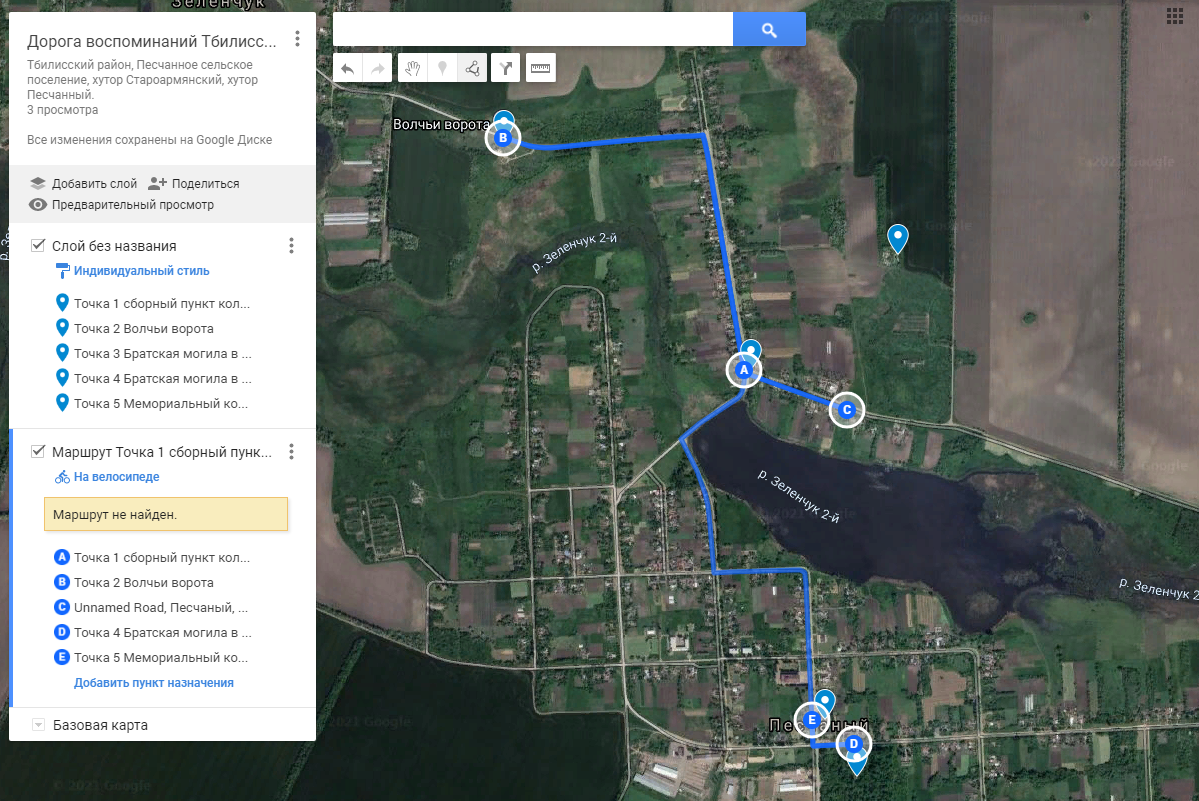 Зеленчук
Дорога воспоминаний Тбилисс...
Тбилисский район, Песчанное сельское
поселение, хутор Староармянский, хутор
Песчанный.
3 просмотра
Все изменения сохранены на Google Диске
Добавить слой
Поделиться
Предварительный просмотр
Слой без названия
Индивидуальный стиль
Точка 1 сборный пункт кол...
Точка 2 Волчьи ворота
Точка 3 Братская могила в ...
Точка 4 Братская могила в ...
Точка 5 Мемориальный ко...
Маршрут Точка 1 сборный пунк...
На велосипеде
Маршрут не найден.
A Точка 1 сборный пункт кол...
B Точка 2 Волчьи ворота
C Unnamed Road, Песчаный, ...
D Точка 4 Братская могила в ...
E Точка 5 Мемориальный ко...
Добавить пункт назначения
Базовая карта
Волчьи ворота
B
р. Зеленчук 2-й
A
C
р. Зеленчук 2-й
р. Зеленчук 2
E
D
© 2021 Google